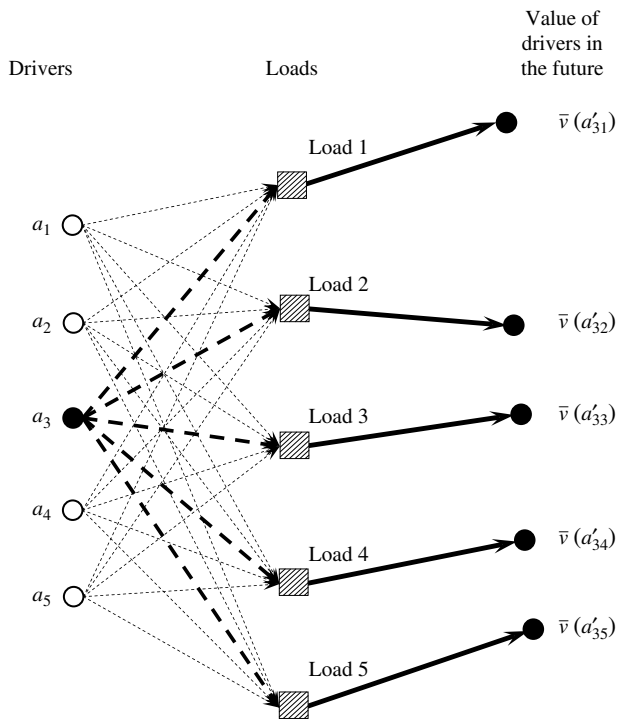 Value of
drivers in
the future
Drivers
Loads
v̄ (a′₃₁)
Load 1
a₁
Load 2
a₂
v̄ (a′₃₂)
a₃
Load 3
v̄ (a′₃₃)
a₄
Load 4
v̄ (a′₃₄)
a₅
v̄ (a′₃₅)
Load 5